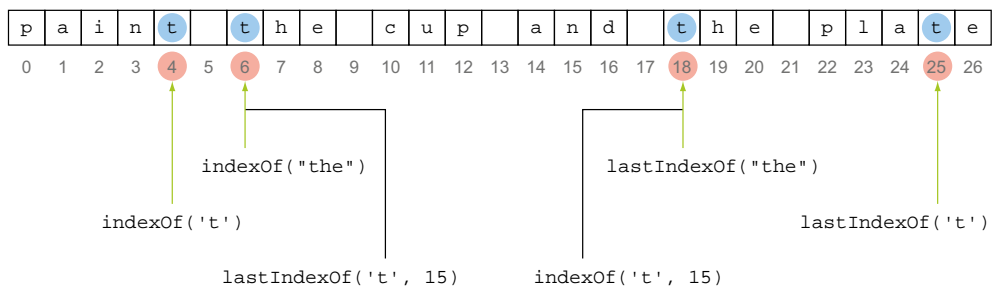 p a i n t t h e c u p a n d t h e p l a t e
0 1 2 3 4 5 6 7 8 9 10 11 12 13 14 15 16 17 18 19 20 21 22 23 24 25 26
indexOf("the") lastIndexOf("the")
indexOf('t') lastIndexOf('t')
lastIndexOf('t', 15) indexOf('t', 15)